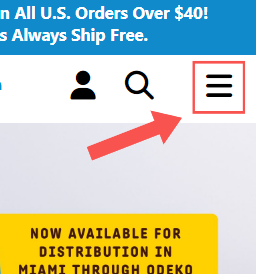 n All U.S. Orders Over $40!
s Always Ship Free.
NOW AVAILABLE FOR
DISTRIBUTION IN
MIAMI THROUGH ODEKO